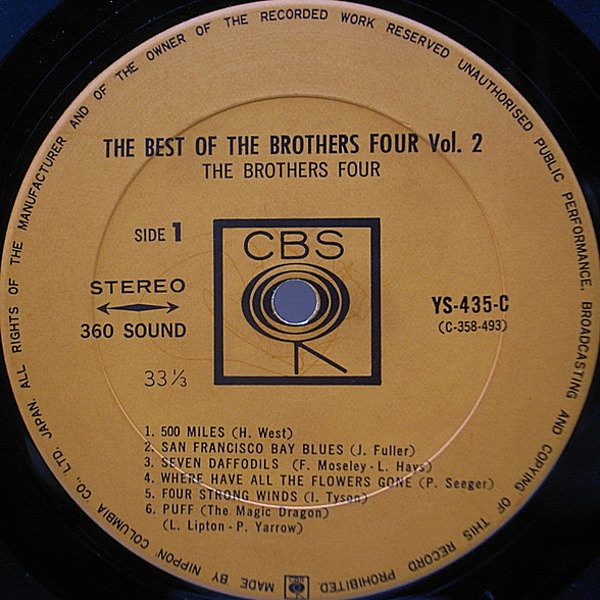 ALL RIGHTS OF THE MANUFACTURER AND OF THE OWNER OF THE RECORDED WORK RESERVED UNAUTHORISED PUBLIC PERFORMANCE, BROADCASTING AND COPYING OF THIS RECORD PROHIBITED
THE BEST OF THE BROTHERS FOUR Vol. 2
THE BROTHERS FOUR
SIDE 1
CBS
STEREO
360 SOUND
YS-435-C
(C-358-493)
33⅓
1. 500 MILES (H. West)
2. SAN FRANCISCO BAY BLUES (J. Fuller)
3. SEVEN DAFFODILS (F. Moseley - L. Hays)
4. WHERE HAVE ALL THE FLOWERS GONE (P. Seeger)
5. FOUR STRONG WINDS (I. Tyson)
6. PUFF (The Magic Dragon)
(L. Lipton - P. Yarrow)
MADE BY NIPPON COLUMBIA CO., LTD. JAPAN.